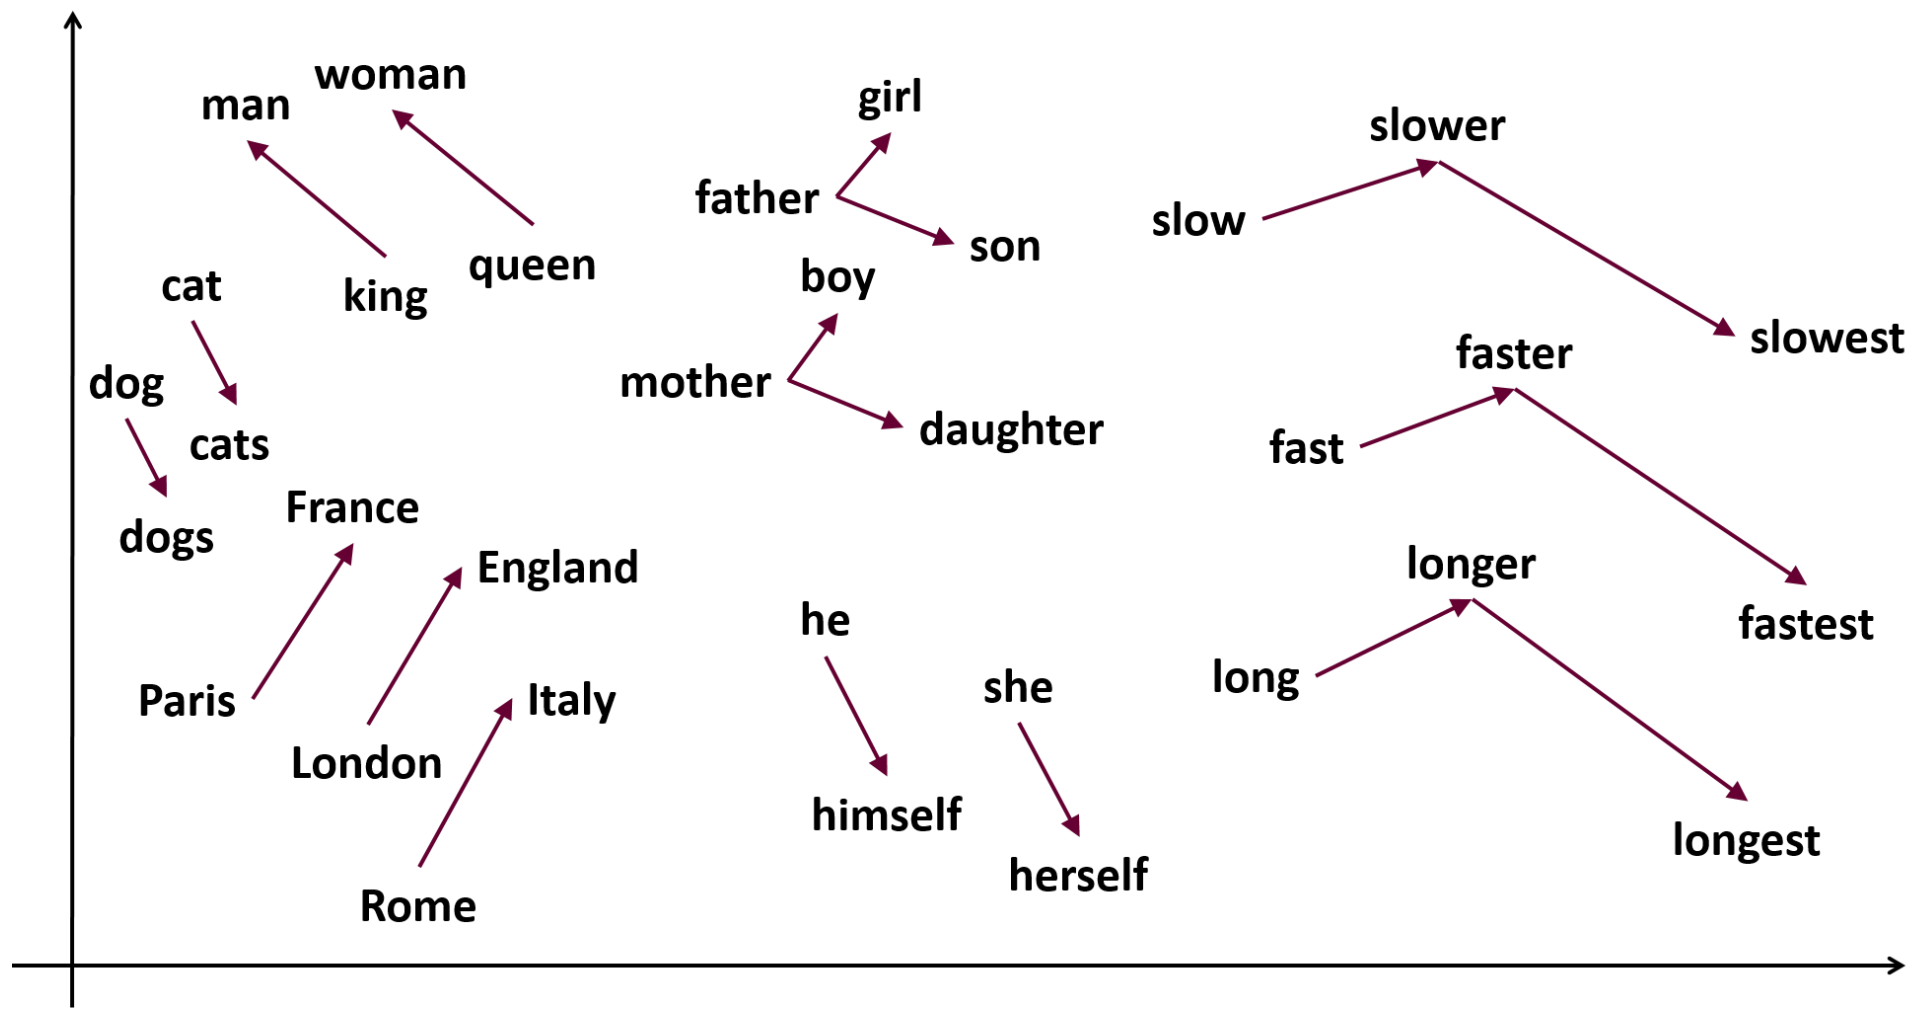 woman
man
girl
slower
father
slow
son
queen
boy
cat
king
slowest
faster
dog
mother
daughter
cats
fast
France
dogs
England
longer
he
fastest
long
she
Paris
Italy
London
himself
longest
herself
Rome